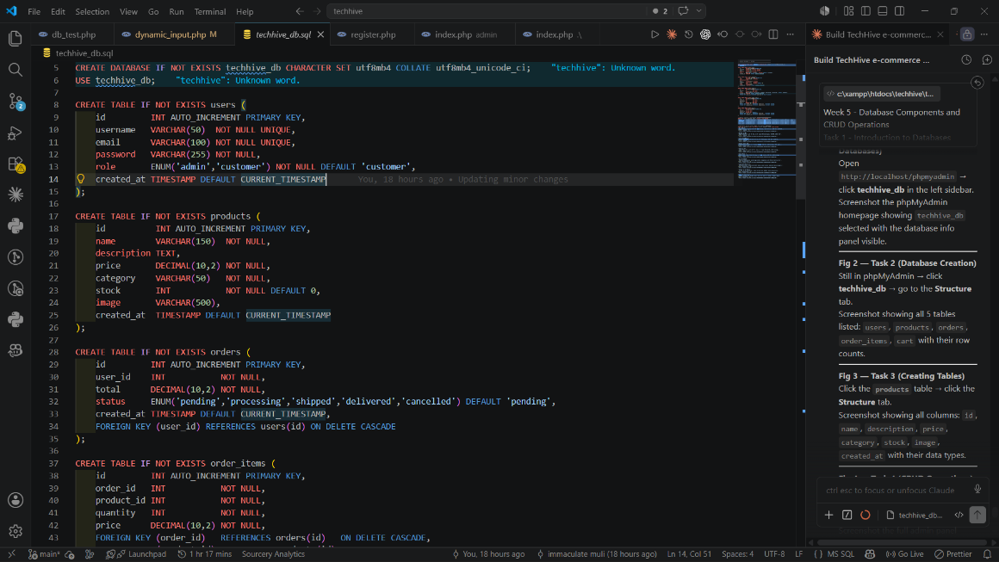 File Edit Selection View Go Run Terminal Help
techhive
2
db_test.php
dynamic_input.php M
techhive_db.sql
register.php
index.php admin
index.php .\
Build TechHive e-commerc...
techhive_db.sql
5 CREATE DATABASE IF NOT EXISTS techhive_db CHARACTER SET utf8mb4 COLLATE utf8mb4_unicode_ci; "techhive": Unknown word.
6 USE techhive_db; "techhive": Unknown word.
7
8 CREATE TABLE IF NOT EXISTS users (
9 id INT AUTO_INCREMENT PRIMARY KEY,
10 username VARCHAR(50) NOT NULL UNIQUE,
11 email VARCHAR(100) NOT NULL UNIQUE,
12 password VARCHAR(255) NOT NULL,
13 role ENUM('admin','customer') NOT NULL DEFAULT 'customer',
14 created_at TIMESTAMP DEFAULT CURRENT_TIMESTAMP You, 18 hours ago • Updating minor changes
15 );
16
17 CREATE TABLE IF NOT EXISTS products (
18 id INT AUTO_INCREMENT PRIMARY KEY,
19 name VARCHAR(150) NOT NULL,
20 description TEXT,
21 price DECIMAL(10,2) NOT NULL,
22 category VARCHAR(50) NOT NULL,
23 stock INT NOT NULL DEFAULT 0,
24 image VARCHAR(500),
25 created_at TIMESTAMP DEFAULT CURRENT_TIMESTAMP
26 );
27
28 CREATE TABLE IF NOT EXISTS orders (
29 id INT AUTO_INCREMENT PRIMARY KEY,
30 user_id INT NOT NULL,
31 total DECIMAL(10,2) NOT NULL,
32 status ENUM('pending','processing','shipped','delivered','cancelled') DEFAULT 'pending',
33 created_at TIMESTAMP DEFAULT CURRENT_TIMESTAMP,
34 FOREIGN KEY (user_id) REFERENCES users(id) ON DELETE CASCADE
35 );
36
37 CREATE TABLE IF NOT EXISTS order_items (
38 id INT AUTO_INCREMENT PRIMARY KEY,
39 order_id INT NOT NULL,
40 product_id INT NOT NULL,
41 quantity INT NOT NULL,
42 price DECIMAL(10,2) NOT NULL,
43 FOREIGN KEY (order_id) REFERENCES orders(id) ON DELETE CASCADE,
Build TechHive e-commerce ...
c:\xampp\htdocs\techhive\t...
Week 5 - Database Components and
CRUD Operations
Task 1 - Introduction to Databases
Databases]
Open
http://localhost/phpmyadmin →
click techhive_db in the left sidebar.
Screenshot the phpMyAdmin
homepage showing techhive_db
selected with the database info
panel visible.
Fig 2 — Task 2 (Database Creation)
Still in phpMyAdmin → click
techhive_db → go to the Structure
tab.
Screenshot showing all 5 tables
listed: users, products, orders,
order_items, cart with their row
counts.
Fig 3 — Task 3 (Creating Tables)
Click the products table → click the
Structure tab.
Screenshot showing all columns: id,
name, description, price,
category, stock, image,
created_at with their data types.
ctrl esc to focus or unfocus Claude
techhive_db...
main*
Launchpad
1 hr 17 mins
Sourcery Analytics
You, 18 hours ago
immaculate muli (18 hours ago)
Ln 14, Col 51
Spaces: 4
UTF-8
LF
MS SQL
Go Live
Prettier